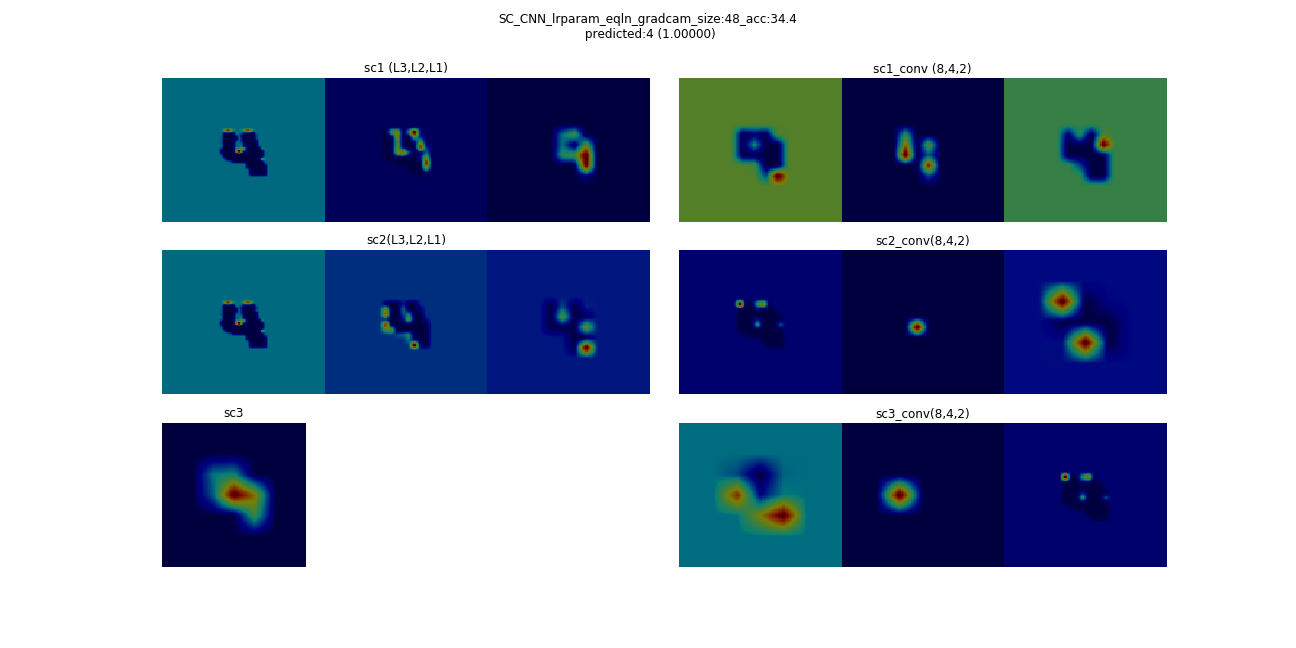 SC_CNN_lrparam_eqln_gradcam_size:48_acc:34.4
predicted:4 (1.00000)
sc1 (L3,L2,L1)
sc1_conv (8,4,2)
sc2(L3,L2,L1)
sc2_conv(8,4,2)
sc3
sc3_conv(8,4,2)